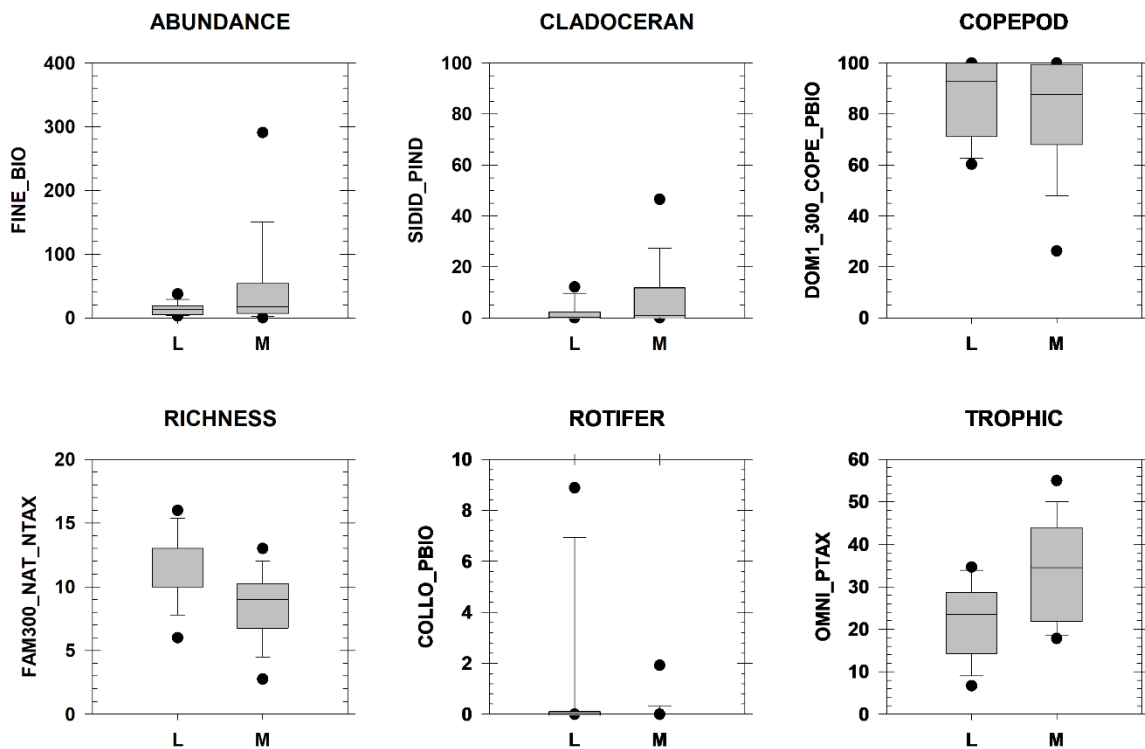 ABUNDANCE
FINE_BIO
400
300
200
100
0
L M
CLADOCERAN
SIDID_PIND
100
80
60
40
20
0
L M
COPEPOD
DOM1_300_COPE_PBIO
100
80
60
40
20
0
L M
RICHNESS
FAM300_NAT_NTAX
20
15
10
5
0
L M
ROTIFER
COLLO_PBIO
10
8
6
4
2
0
L M
TROPHIC
OMNI_PTAX
60
50
40
30
20
10
0
L M